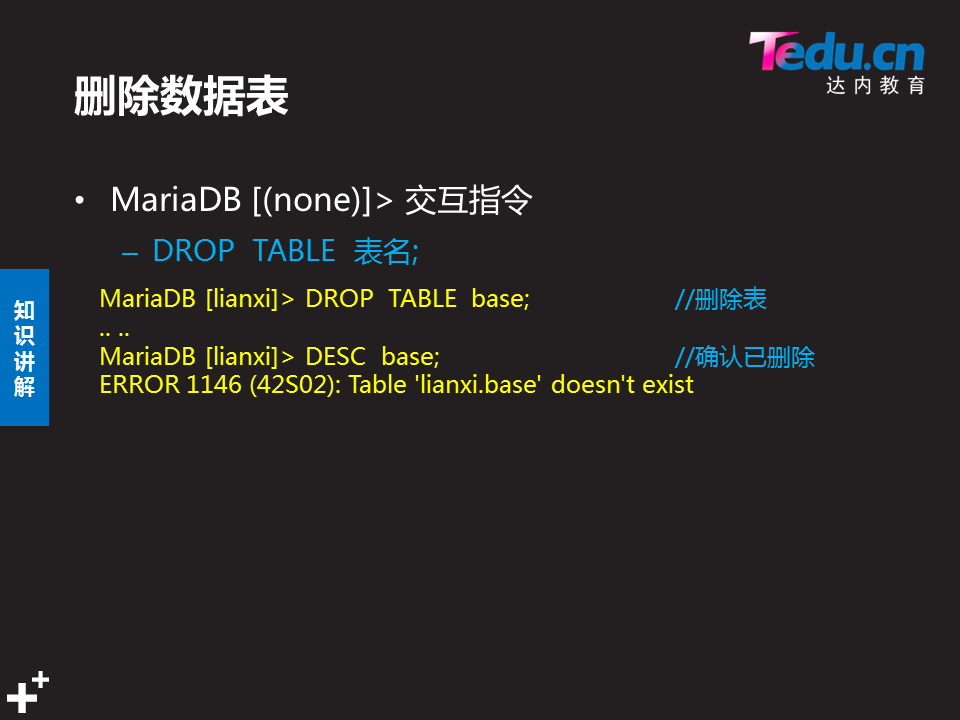 Tedu.cn
达内教育
删除数据表
• MariaDB [(none)]> 交互指令
– DROP TABLE 表名;
MariaDB [lianxi]> DROP TABLE base; //删除表
.. ..
MariaDB [lianxi]> DESC base; //确认已删除
ERROR 1146 (42S02): Table 'lianxi.base' doesn't exist
知识讲解